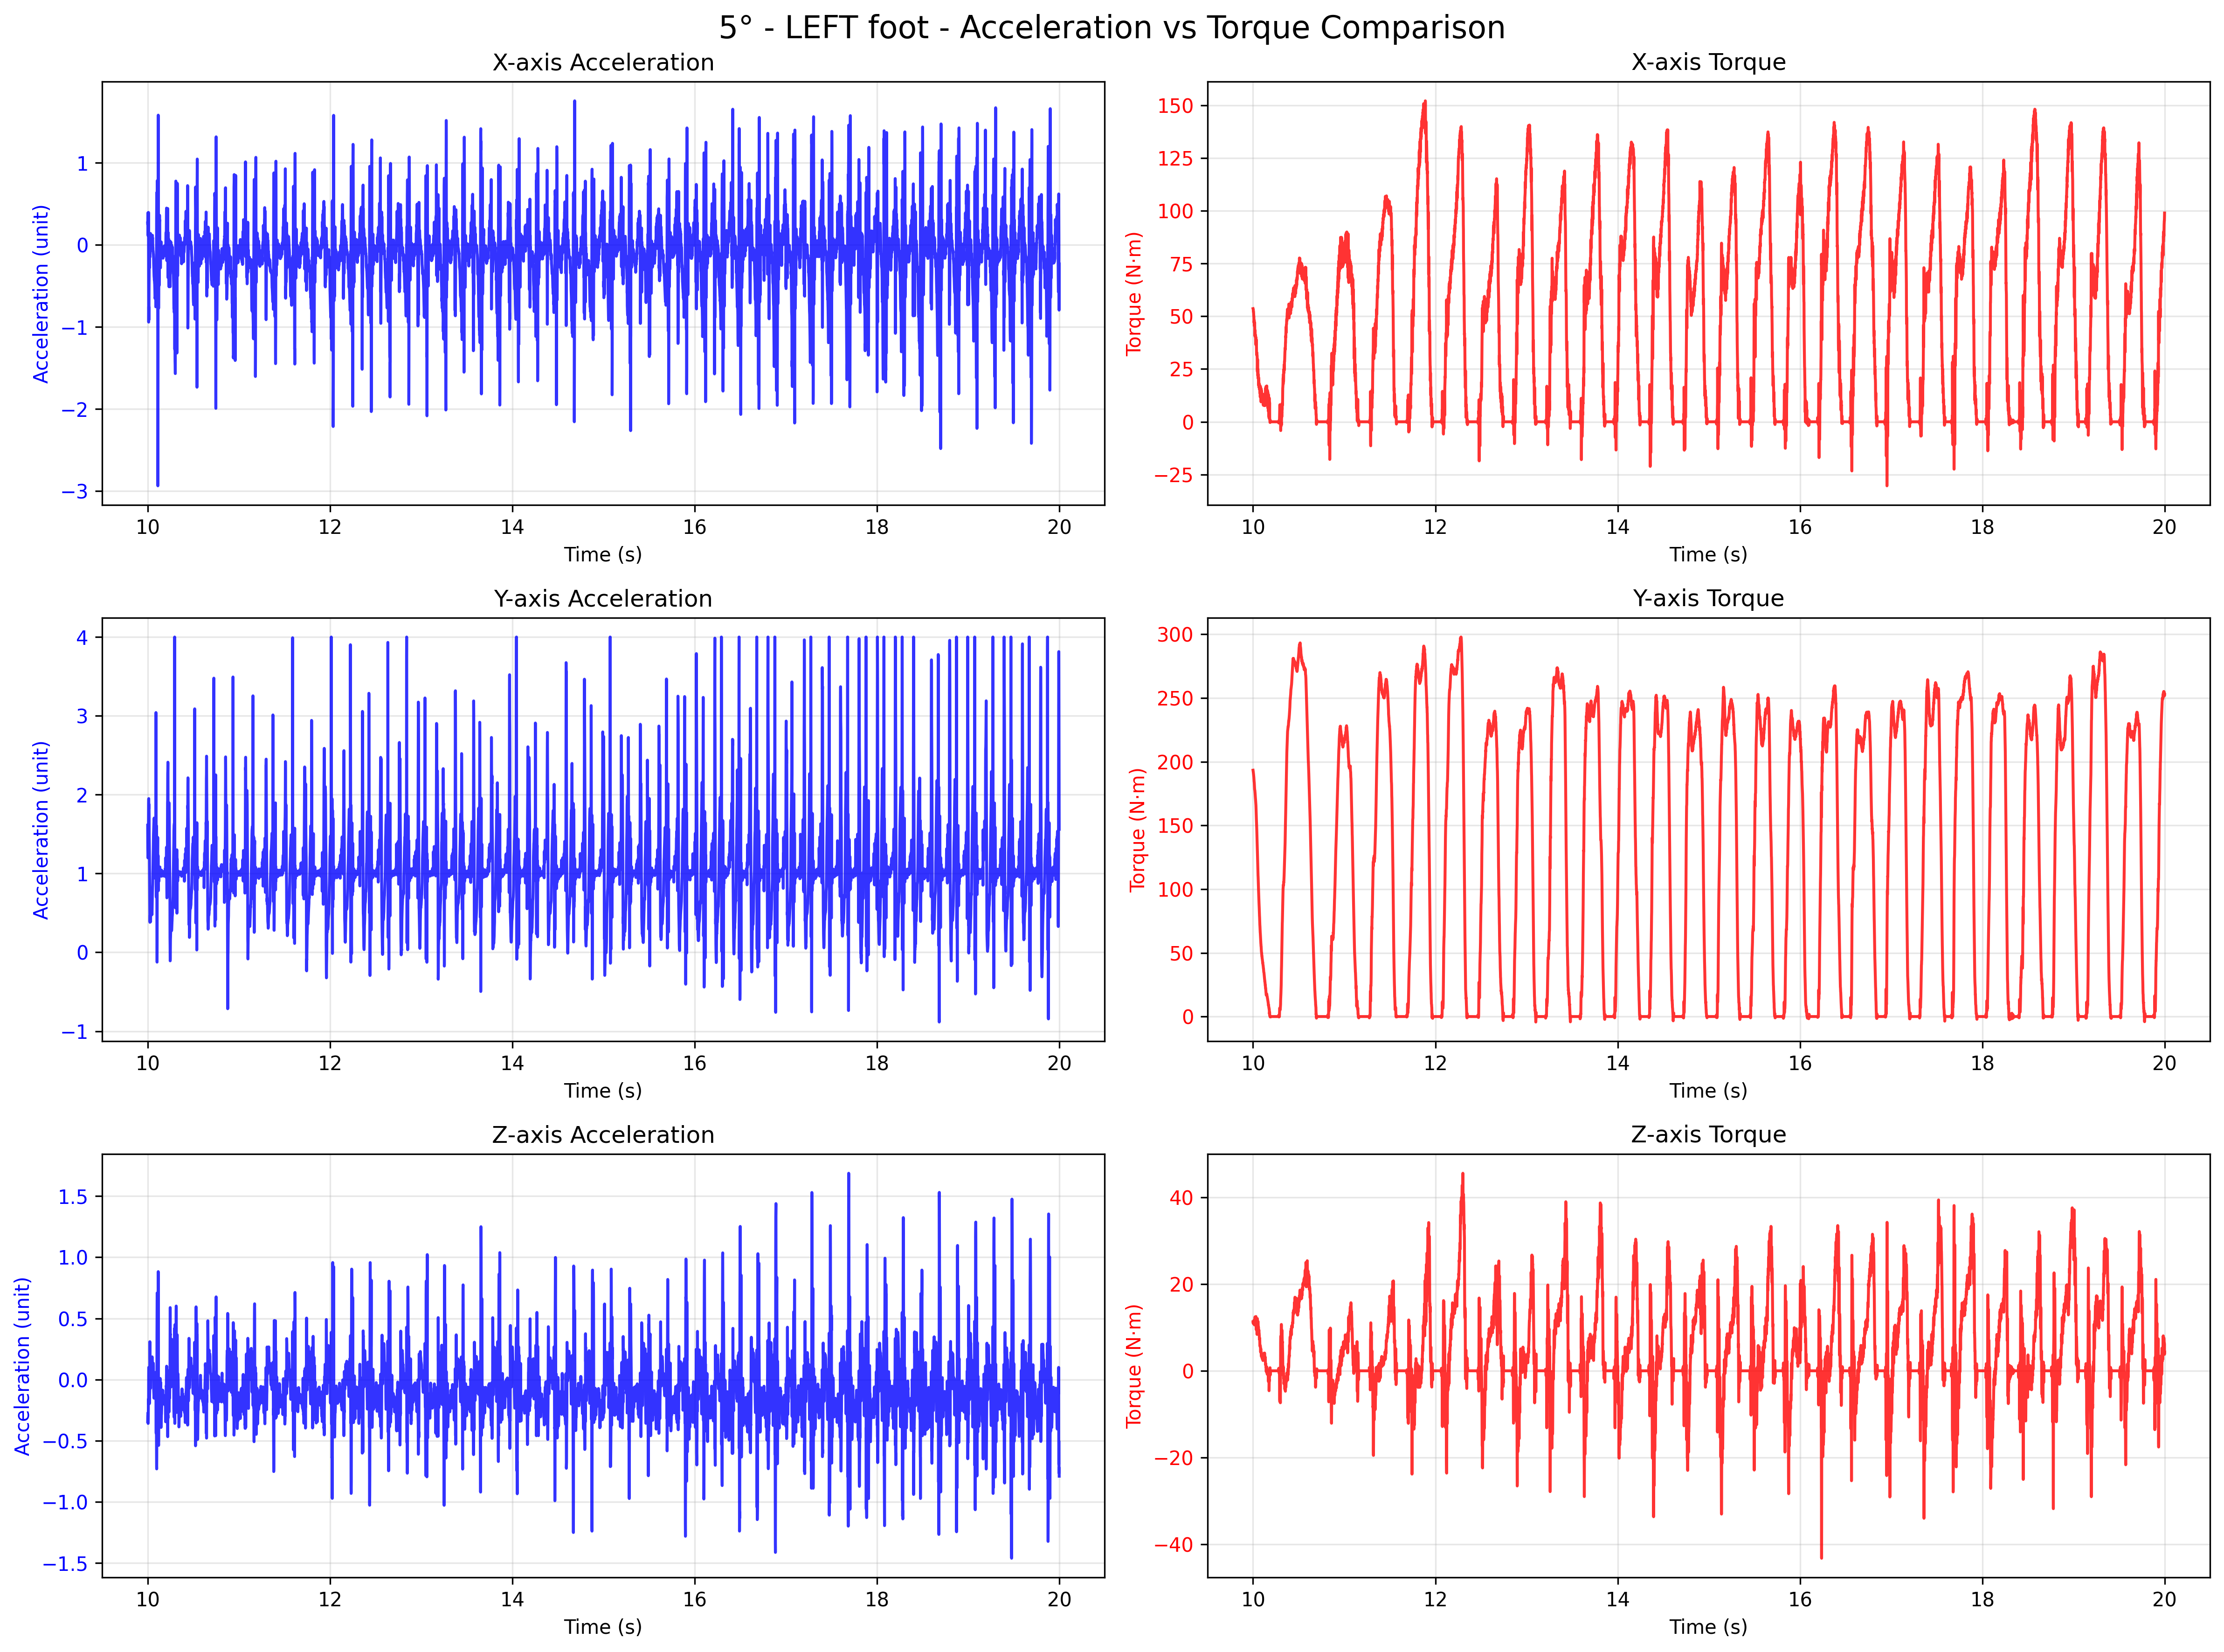 5° - LEFT foot - Acceleration vs Torque Comparison
X-axis Acceleration
Acceleration (unit)
1
0
−1
−2
−3
10 12 14 16 18 20
Time (s)
X-axis Torque
Torque (N·m)
150
125
100
75
50
25
0
−25
10 12 14 16 18 20
Time (s)
Y-axis Acceleration
Acceleration (unit)
4
3
2
1
0
−1
10 12 14 16 18 20
Time (s)
Y-axis Torque
Torque (N·m)
300
250
200
150
100
50
0
10 12 14 16 18 20
Time (s)
Z-axis Acceleration
Acceleration (unit)
1.5
1.0
0.5
0.0
−0.5
−1.0
−1.5
10 12 14 16 18 20
Time (s)
Z-axis Torque
Torque (N·m)
40
20
0
−20
−40
10 12 14 16 18 20
Time (s)